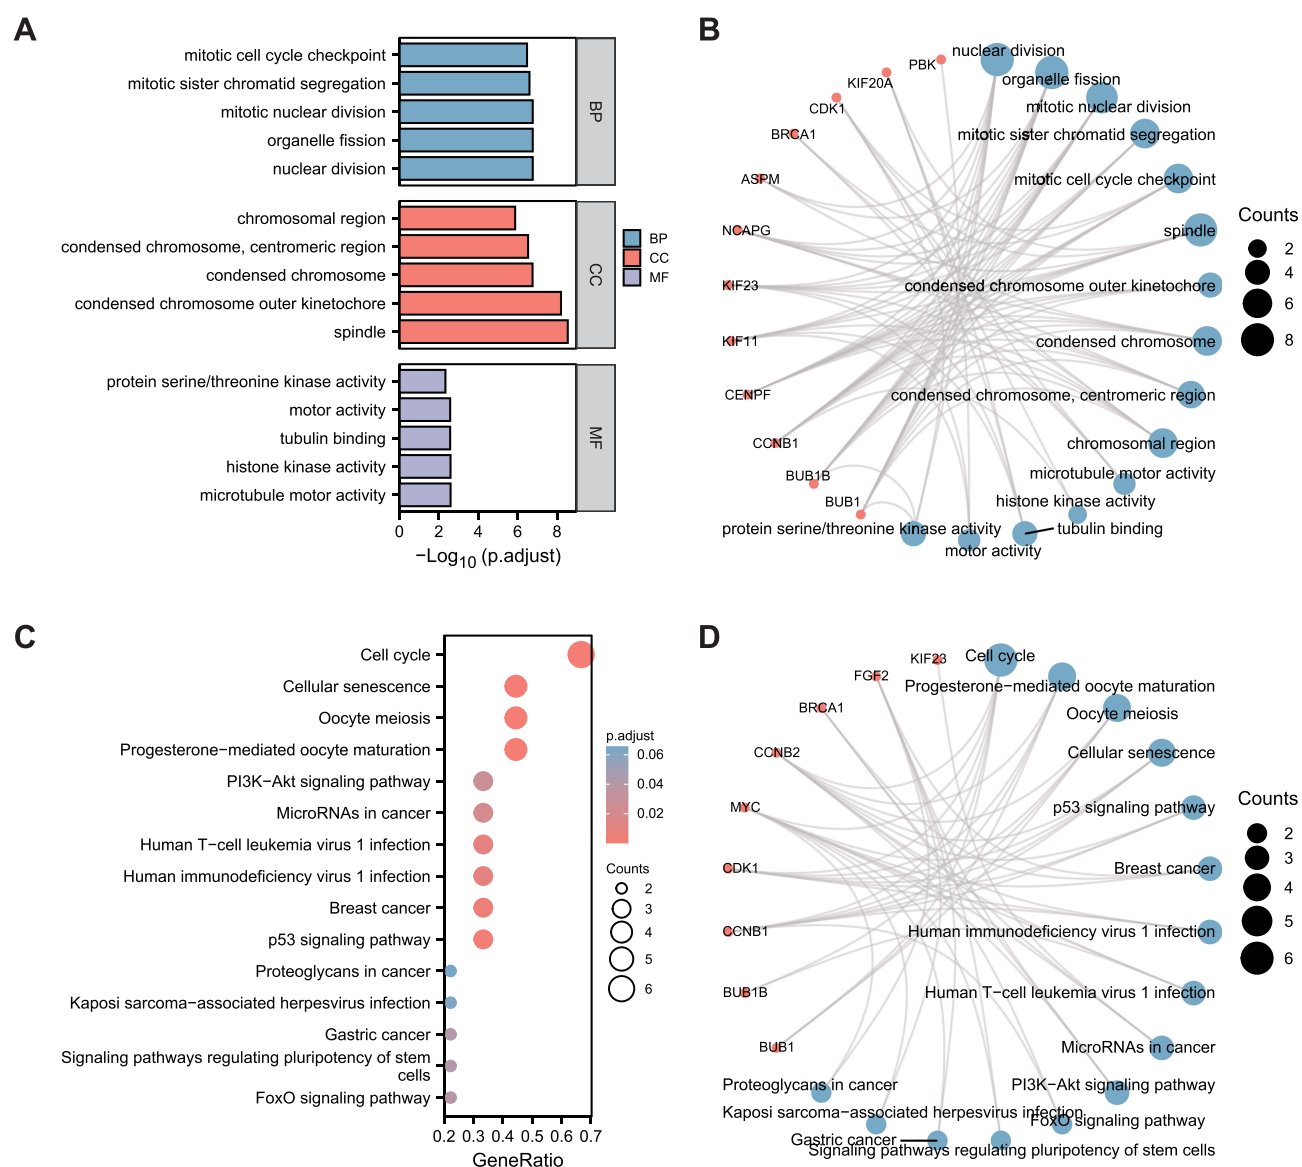 A
mitotic cell cycle checkpoint
mitotic sister chromatid segregation
mitotic nuclear division
organelle fission
nuclear division
BP
chromosomal region
condensed chromosome, centromeric region
condensed chromosome
condensed chromosome outer kinetochore
spindle
CC
protein serine/threonine kinase activity
motor activity
tubulin binding
histone kinase activity
microtubule motor activity
MF
0 2 4 6 8
−Log10 (p.adjust)
BP
CC
MF
B
PBK
KIF20A
CDK1
BRCA1
ASPM
NCAPG
KIF23
KIF11
CENPF
CCNB1
BUB1B
BUB1
nuclear division
organelle fission
mitotic nuclear division
mitotic sister chromatid segregation
mitotic cell cycle checkpoint
spindle
condensed chromosome outer kinetochore
condensed chromosome
condensed chromosome, centromeric region
chromosomal region
microtubule motor activity
histone kinase activity
tubulin binding
motor activity
protein serine/threonine kinase activity
Counts
2
4
6
8
C
Cell cycle
Cellular senescence
Oocyte meiosis
Progesterone−mediated oocyte maturation
PI3K−Akt signaling pathway
MicroRNAs in cancer
Human T−cell leukemia virus 1 infection
Human immunodeficiency virus 1 infection
Breast cancer
p53 signaling pathway
Proteoglycans in cancer
Kaposi sarcoma−associated herpesvirus infection
Gastric cancer
Signaling pathways regulating pluripotency of stem
cells
FoxO signaling pathway
0.2 0.3 0.4 0.5 0.6 0.7
GeneRatio
p.adjust
0.06
0.04
0.02
Counts
2
3
4
5
6
D
KIF23
FGF2
BRCA1
CCNB2
MYC
CDK1
CCNB1
BUB1B
BUB1
Cell cycle
Progesterone−mediated oocyte maturation
Oocyte meiosis
Cellular senescence
p53 signaling pathway
Breast cancer
Human immunodeficiency virus 1 infection
Human T−cell leukemia virus 1 infection
MicroRNAs in cancer
PI3K−Akt signaling pathway
FoxO signaling pathway
Signaling pathways regulating pluripotency of stem cells
Gastric cancer
Kaposi sarcoma−associated herpesvirus infection
Proteoglycans in cancer
Counts
2
3
4
5
6